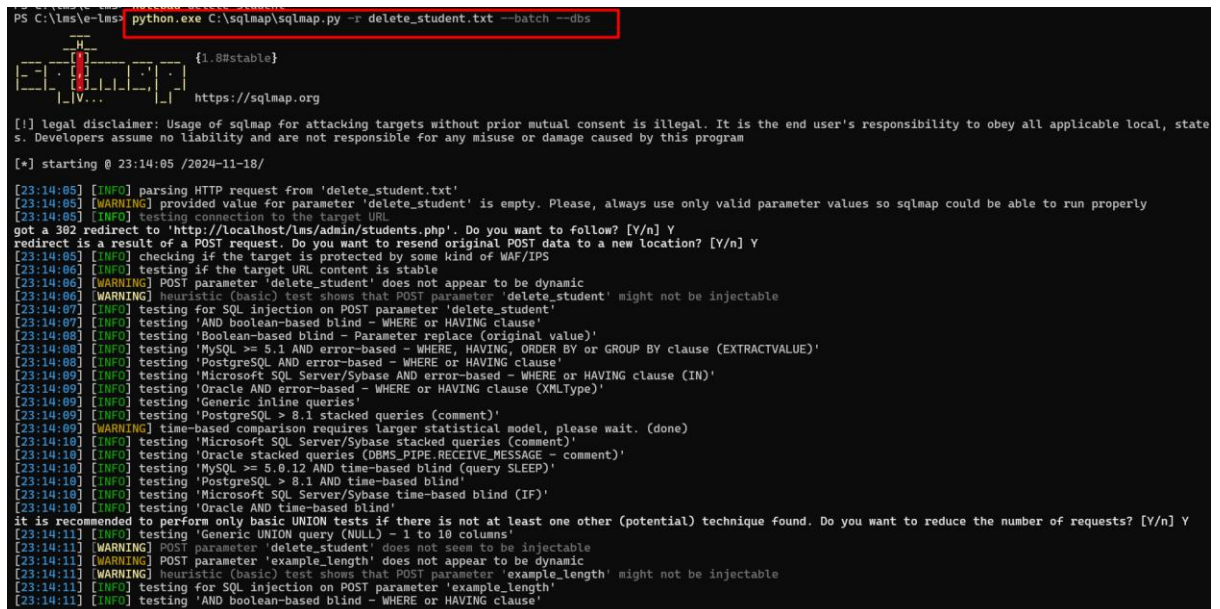 PS C:\lms\e-lms> notepad delete_student
PS C:\lms\e-lms> python.exe C:\sqlmap\sqlmap.py -r delete_student.txt --batch --dbs
{1.8#stable}
https://sqlmap.org
[!] legal disclaimer: Usage of sqlmap for attacking targets without prior mutual consent is illegal. It is the end user's responsibility to obey all applicable local, state
s. Developers assume no liability and are not responsible for any misuse or damage caused by this program
[*] starting @ 23:14:05 /2024-11-18/
[23:14:05] [INFO] parsing HTTP request from 'delete_student.txt'
[23:14:05] [WARNING] provided value for parameter 'delete_student' is empty. Please, always use only valid parameter values so sqlmap could be able to run properly
[23:14:05] [INFO] testing connection to the target URL
got a 302 redirect to 'http://localhost/lms/admin/students.php'. Do you want to follow? [Y/n] Y
redirect is a result of a POST request. Do you want to resend original POST data to a new location? [Y/n] Y
[23:14:05] [INFO] checking if the target is protected by some kind of WAF/IPS
[23:14:06] [INFO] testing if the target URL content is stable
[23:14:06] [WARNING] POST parameter 'delete_student' does not appear to be dynamic
[23:14:06] [WARNING] heuristic (basic) test shows that POST parameter 'delete_student' might not be injectable
[23:14:07] [INFO] testing for SQL injection on POST parameter 'delete_student'
[23:14:07] [INFO] testing 'AND boolean-based blind - WHERE or HAVING clause'
[23:14:08] [INFO] testing 'Boolean-based blind - Parameter replace (original value)'
[23:14:08] [INFO] testing 'MySQL >= 5.1 AND error-based - WHERE, HAVING, ORDER BY or GROUP BY clause (EXTRACTVALUE)'
[23:14:08] [INFO] testing 'PostgreSQL AND error-based - WHERE or HAVING clause'
[23:14:09] [INFO] testing 'Microsoft SQL Server/Sybase AND error-based - WHERE or HAVING clause (IN)'
[23:14:09] [INFO] testing 'Oracle AND error-based - WHERE or HAVING clause (XMLType)'
[23:14:09] [INFO] testing 'Generic inline queries'
[23:14:09] [INFO] testing 'PostgreSQL > 8.1 stacked queries (comment)'
[23:14:09] [WARNING] time-based comparison requires larger statistical model, please wait. (done)
[23:14:10] [INFO] testing 'Microsoft SQL Server/Sybase stacked queries (comment)'
[23:14:10] [INFO] testing 'Oracle stacked queries (DBMS_PIPE.RECEIVE_MESSAGE - comment)'
[23:14:10] [INFO] testing 'MySQL >= 5.0.12 AND time-based blind (query SLEEP)'
[23:14:10] [INFO] testing 'PostgreSQL > 8.1 AND time-based blind'
[23:14:10] [INFO] testing 'Microsoft SQL Server/Sybase time-based blind (IF)'
[23:14:10] [INFO] testing 'Oracle AND time-based blind'
it is recommended to perform only basic UNION tests if there is not at least one other (potential) technique found. Do you want to reduce the number of requests? [Y/n] Y
[23:14:11] [INFO] testing 'Generic UNION query (NULL) - 1 to 10 columns'
[23:14:11] [WARNING] POST parameter 'delete_student' does not seem to be injectable
[23:14:11] [WARNING] POST parameter 'example_length' does not appear to be dynamic
[23:14:11] [WARNING] heuristic (basic) test shows that POST parameter 'example_length' might not be injectable
[23:14:11] [INFO] testing for SQL injection on POST parameter 'example_length'
[23:14:11] [INFO] testing 'AND boolean-based blind - WHERE or HAVING clause'